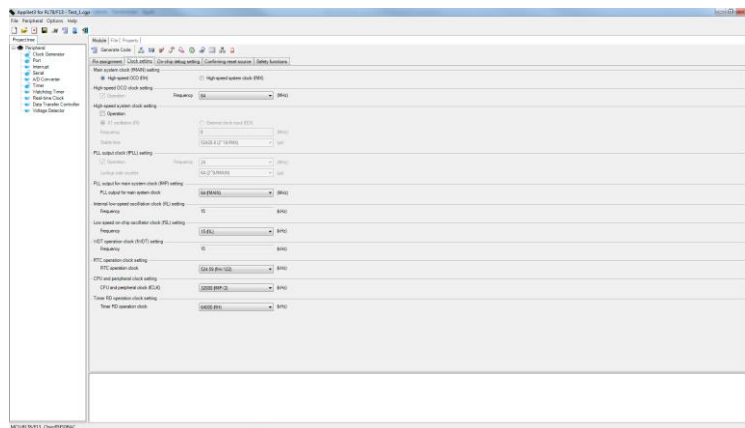 Applilet3 for RL78/F13 - Test_1.cgx
File Peripheral Options Help
Project tree
Peripheral
Clock Generator
Port
Interrupt
Serial
A/D Converter
Timer
Watchdog Timer
Real-time Clock
Data Transfer Controller
Voltage Detector
Module File Property
Generate Code
Pin assignment Clock setting On-chip debug setting Confirming reset source Safety functions
Main system clock (fMAIN) setting
High-speed OCO (fIH) High-speed system clock (fMX)
High-speed OCO clock setting
Operation Frequency 64 (MHz)
High-speed system clock setting
Operation
X1 oscillation (fX) External clock input (fEX)
Frequency (MHz)
Stable time
PLL output clock (fPLL) setting
Operation Frequency (MHz)
Lockup wait counter
PLL output for main system clock (fMP) setting
PLL output for main system clock 64 (fMAIN) (MHz)
Internal low-speed oscillation clock (fIL) setting
Frequency 15 (kHz)
Low-speed on-chip oscillator clock (fSL) setting
Frequency 15 (fIL) (kHz)
WDT operation clock (fWDT) setting
Frequency 15 (kHz)
RTC operation clock setting
RTC operation clock (kHz)
CPU and peripheral clock setting
CPU and peripheral clock (fCLK) (kHz)
Timer RD operation clock setting
Timer RD operation clock 64000 (fIH) (kHz)